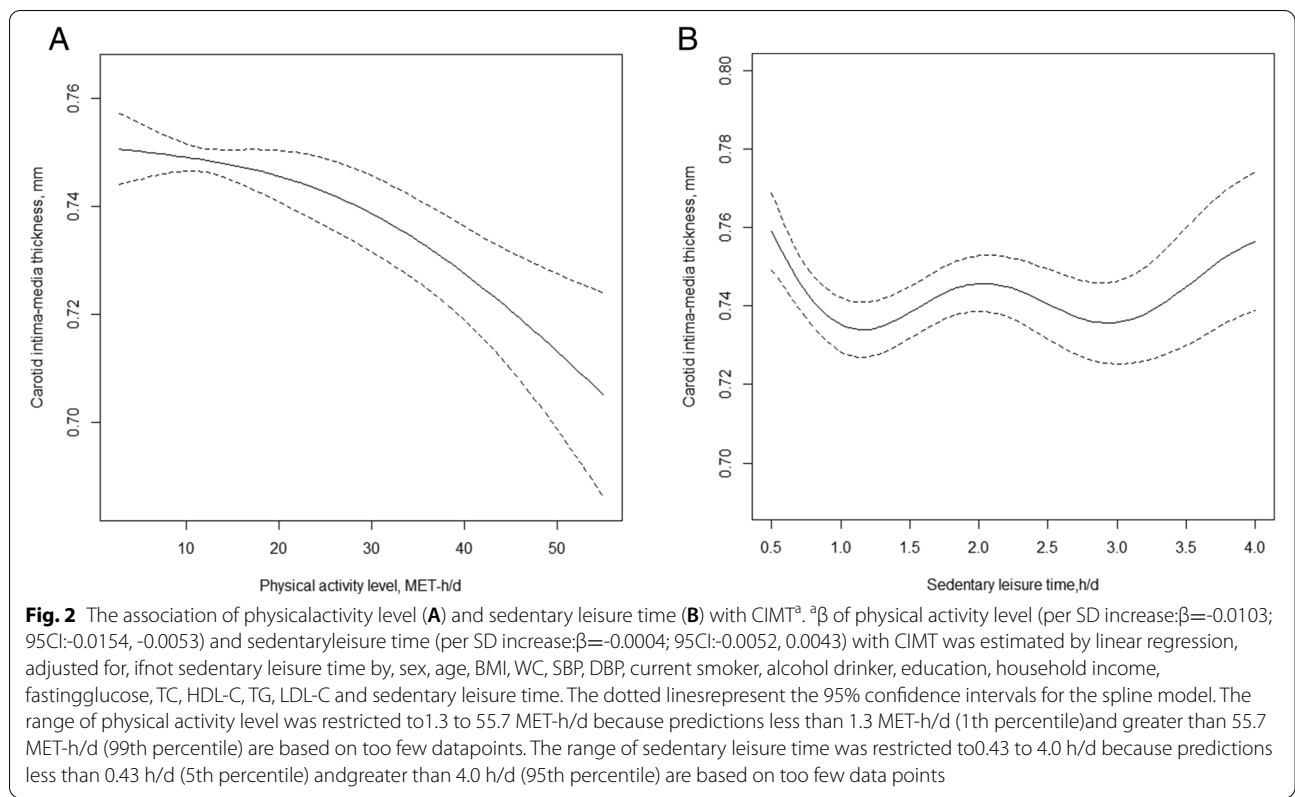 A
B
Carotid intima-media thickness, mm
0.76
0.74
0.72
0.70
10 20 30 40 50
Physical activity level, MET-h/d
Carotid intima-media thickness, mm
0.80
0.78
0.76
0.74
0.72
0.70
0.5 1.0 1.5 2.0 2.5 3.0 3.5 4.0
Sedentary leisure time,h/d
Fig. 2 The association of physicalactivity level (A) and sedentary leisure time (B) with CIMTᵃ. ᵃβ of physical activity level (per SD increase:β=-0.0103;
95CI:-0.0154, -0.0053) and sedentaryleisure time (per SD increase:β=-0.0004; 95CI:-0.0052, 0.0043) with CIMT was estimated by linear regression,
adjusted for, ifnot sedentary leisure time by, sex, age, BMI, WC, SBP, DBP, current smoker, alcohol drinker, education, household income,
fastingglucose, TC, HDL-C, TG, LDL-C and sedentary leisure time. The dotted linesrepresent the 95% confidence intervals for the spline model. The
range of physical activity level was restricted to1.3 to 55.7 MET-h/d because predictions less than 1.3 MET-h/d (1th percentile)and greater than 55.7
MET-h/d (99th percentile) are based on too few datapoints. The range of sedentary leisure time was restricted to0.43 to 4.0 h/d because predictions
less than 0.43 h/d (5th percentile) andgreater than 4.0 h/d (95th percentile) are based on too few data points